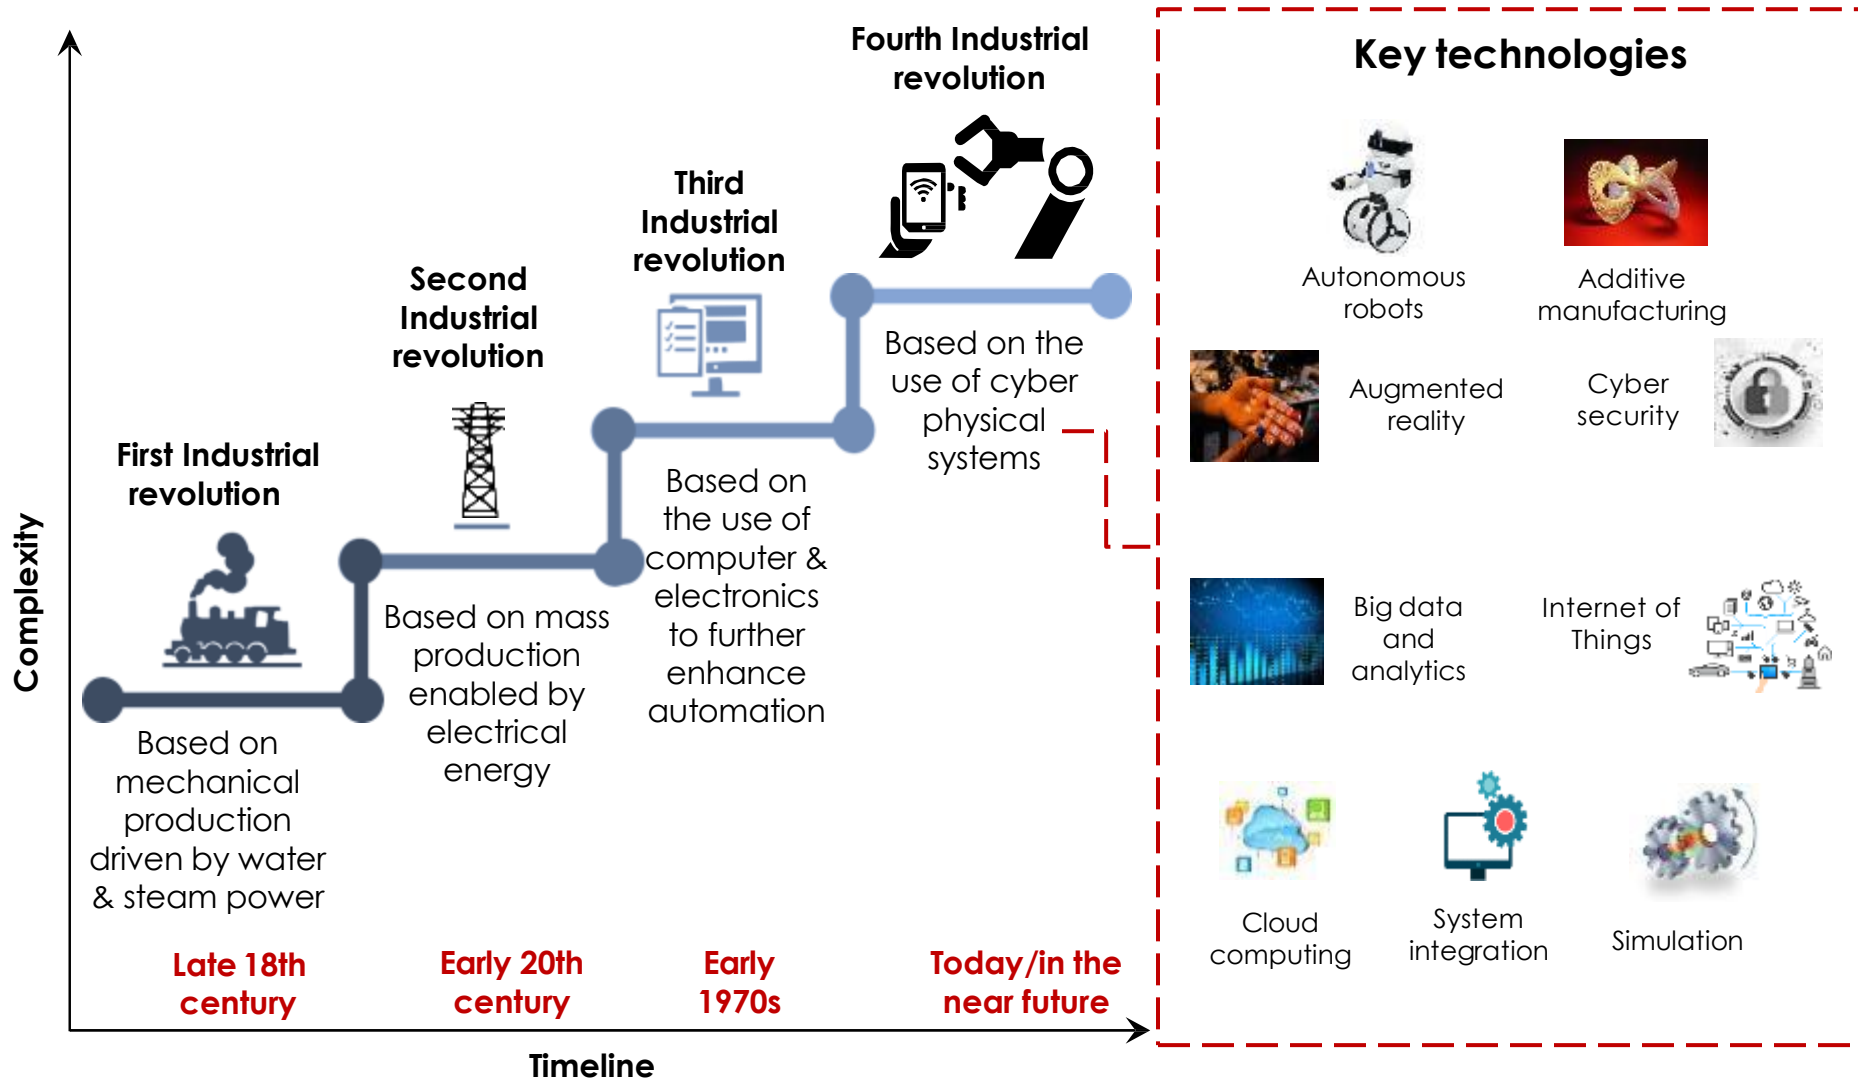 Complexity
First Industrial
revolution
Based on
mechanical
production
driven by water
& steam power
Late 18th
century
Second
Industrial
revolution
Based on mass
production
enabled by
electrical
energy
Early 20th
century
Third
Industrial
revolution
Based on
the use of
computer &
electronics
to further
enhance
automation
Early
1970s
Fourth Industrial
revolution
Based on the
use of cyber
physical
systems
Today/in the
near future
Timeline
Key technologies
Autonomous
robots
Additive
manufacturing
Augmented
reality
Cyber
security
Big data
and
analytics
Internet of
Things
Cloud
computing
System
integration
Simulation